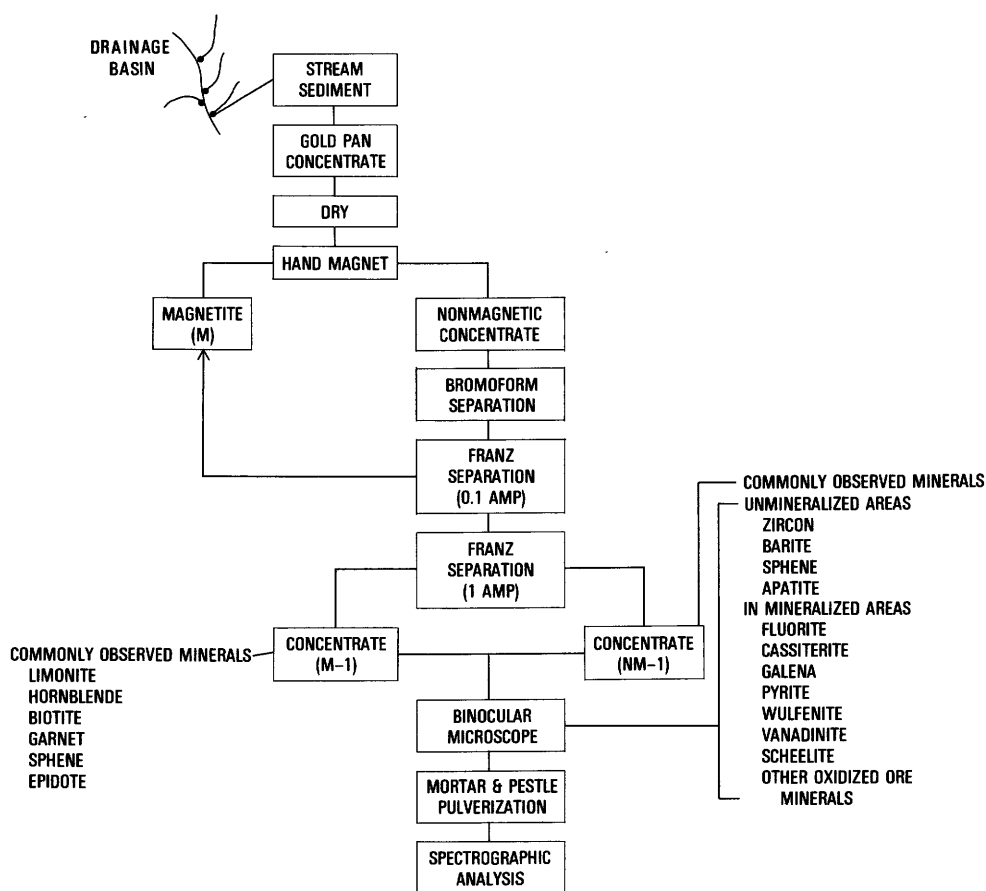 DRAINAGE
BASIN
STREAM
SEDIMENT
GOLD PAN
CONCENTRATE
DRY
HAND MAGNET
MAGNETITE
(M)
NONMAGNETIC
CONCENTRATE
BROMOFORM
SEPARATION
FRANZ
SEPARATION
(0.1 AMP)
FRANZ
SEPARATION
(1 AMP)
CONCENTRATE
(M-1)
CONCENTRATE
(NM-1)
COMMONLY OBSERVED MINERALS
LIMONITE
HORNBLENDE
BIOTITE
GARNET
SPHENE
EPIDOTE
COMMONLY OBSERVED MINERALS
UNMINERALIZED AREAS
ZIRCON
BARITE
SPHENE
APATITE
IN MINERALIZED AREAS
FLUORITE
CASSITERITE
GALENA
PYRITE
WULFENITE
VANADINITE
SCHEELITE
OTHER OXIDIZED ORE
MINERALS
BINOCULAR
MICROSCOPE
MORTAR & PESTLE
PULVERIZATION
SPECTROGRAPHIC
ANALYSIS